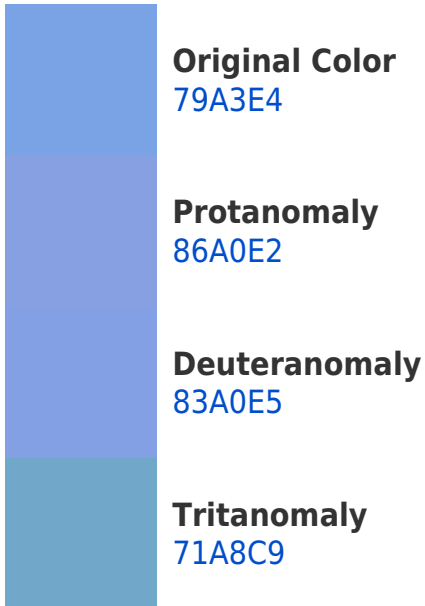 Original Color
79A3E4
Protanomaly
86A0E2
Deuteranomaly
83A0E5
Tritanomaly
71A8C9